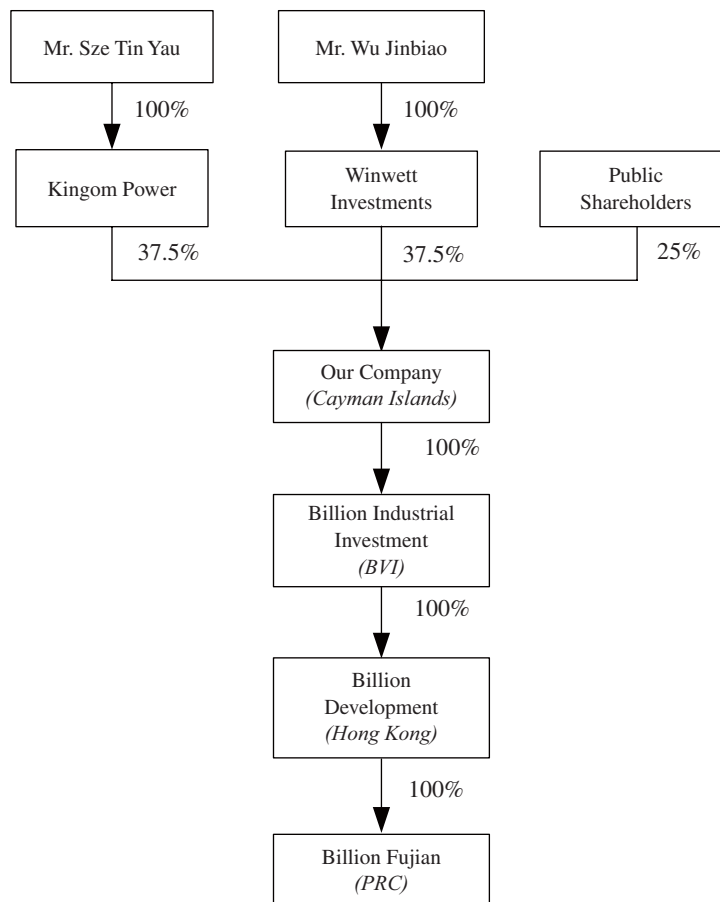 Mr. Sze Tin Yau
Mr. Wu Jinbiao
100%
100%
Kingom Power
Winwett
Investments
Public
Shareholders
37.5%
37.5%
25%
Our Company
(Cayman Islands)
100%
Billion Industrial
Investment
(BVI)
100%
Billion
Development
(Hong Kong)
100%
Billion Fujian
(PRC)